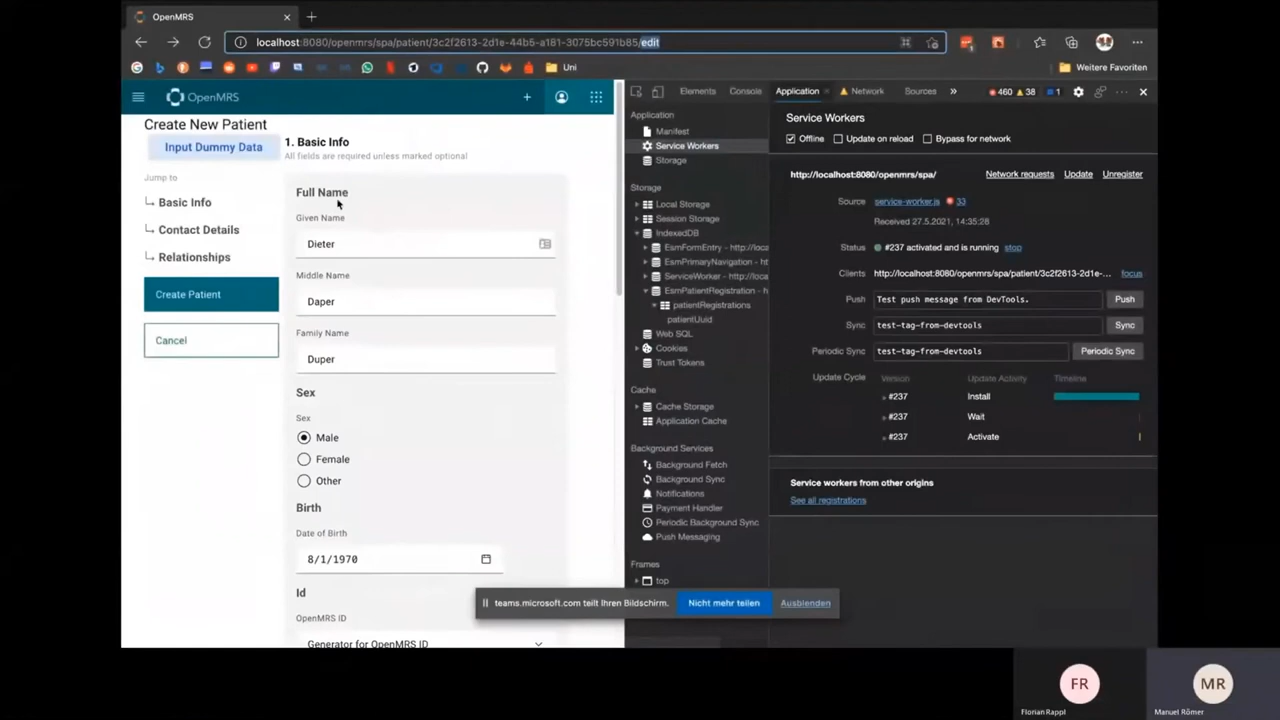 OpenMRS
localhost:8080/openmrs/spa/patient/3c2f2613-2d1e-44b5-a181-3075bc591b85/edit
Uni
Weitere Favoriten
OpenMRS
Create New Patient
Input Dummy Data
Jump to
Basic Info
Contact Details
Relationships
Create Patient
Cancel
1. Basic Info
All fields are required unless marked optional
Full Name
Given Name
Dieter
Middle Name
Daper
Family Name
Duper
Sex
Sex
Male
Female
Other
Birth
Date of Birth
8/1/1970
Id
OpenMRS ID
Generator for OpenMRS ID
Elements Console Application Network Sources 460 38 1
Application
Manifest
Service Workers
Storage
Storage
Local Storage
Session Storage
IndexedDB
EsmFormEntry - http://loca
EsmPrimaryNavigation - ht
ServiceWorker - http://loca
EsmPatientRegistration - h
patientRegistrations
patientUuid
Web SQL
Cookies
Trust Tokens
Cache
Cache Storage
Application Cache
Background Services
Background Fetch
Background Sync
Notifications
Payment Handler
Periodic Background Sync
Push Messaging
Frames
top
Service Workers
Offline Update on reload Bypass for network
http://localhost:8080/openmrs/spa/ Network requests Update Unregister
Source service-worker.js 33
Received 27.5.2021, 14:35:28
Status #237 activated and is running stop
Clients http://localhost:8080/openmrs/spa/patient/3c2f2613-2d1e-... focus
Push Test push message from DevTools. Push
Sync test-tag-from-devtools Sync
Periodic Sync test-tag-from-devtools Periodic Sync
Update Cycle Version Update Activity Timeline
#237 Install
#237 Wait
#237 Activate
Service workers from other origins
See all registrations
teams.microsoft.com teilt Ihren Bildschirm. Nicht mehr teilen Ausblenden
FR
Florian Rappl
MR
Manuel Römer